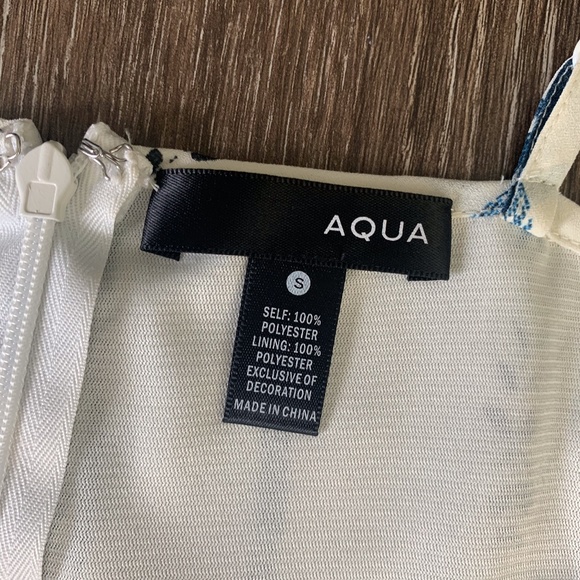 AQUA
S
SELF: 100%
POLYESTER
LINING: 100%
POLYESTER
EXCLUSIVE OF
DECORATION
MADE IN CHINA